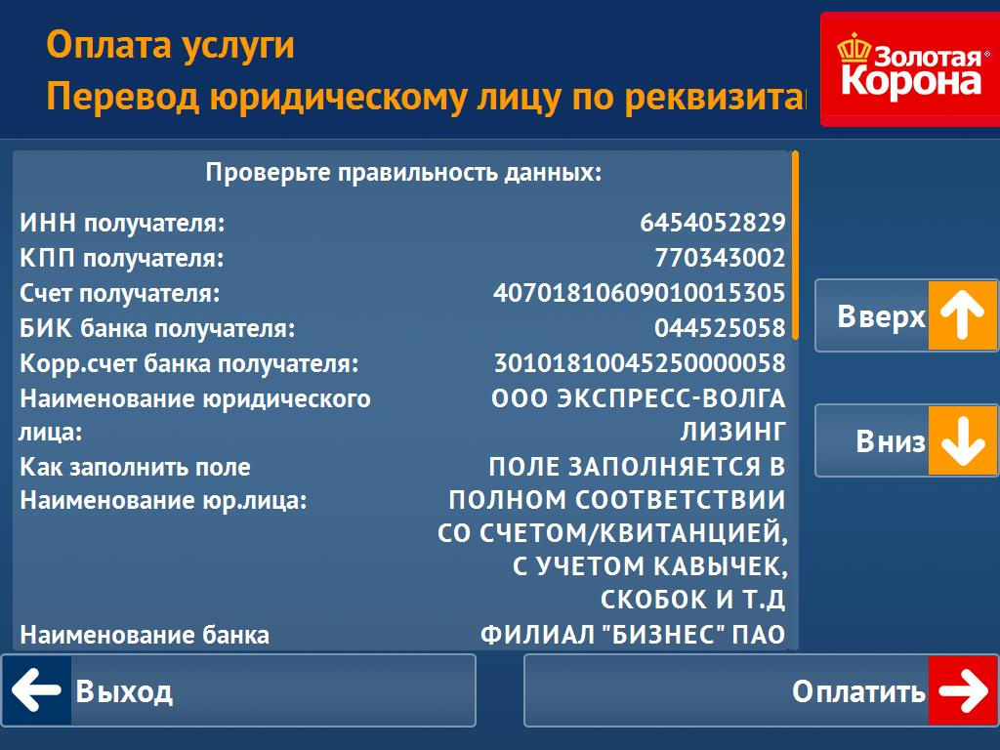 Оплата услуги
Перевод юридическому лицу по реквизита
Золотая
Корона
Проверьте правильность данных:
ИНН получателя: 6454052829
КПП получателя: 770343002
Счет получателя: 40701810609010015305
БИК банка получателя: 044525058
Корр.счет банка получателя: 30101810045250000058
Наименование юридического ООО ЭКСПРЕСС-ВОЛГА
лица: ЛИЗИНГ
Как заполнить поле ПОЛЕ ЗАПОЛНЯЕТСЯ В
Наименование юр.лица: ПОЛНОМ СООТВЕТСТВИИ
СО СЧЕТОМ/КВИТАНЦИЕЙ,
С УЧЕТОМ КАВЫЧЕК,
СКОБОК И Т.Д
Наименование банка ФИЛИАЛ "БИЗНЕС" ПАО
Вверх
Вниз
Выход
Оплатить